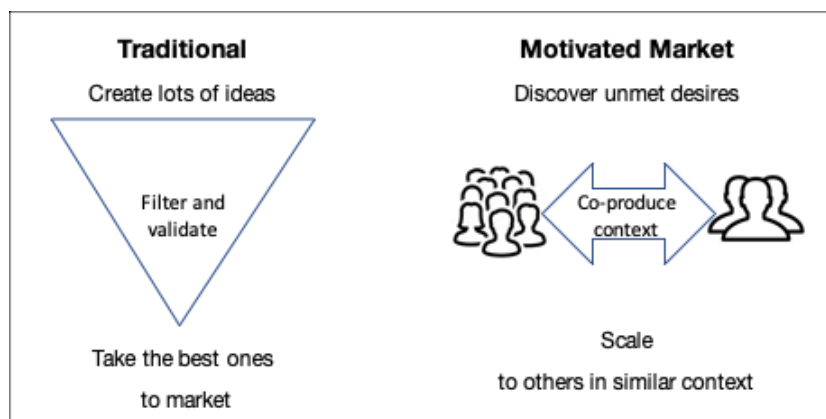 Traditional
Create lots of ideas
Filter and
validate
Take the best ones
to market
Motivated Market
Discover unmet desires
Co-produce
context
Scale
to others in similar context